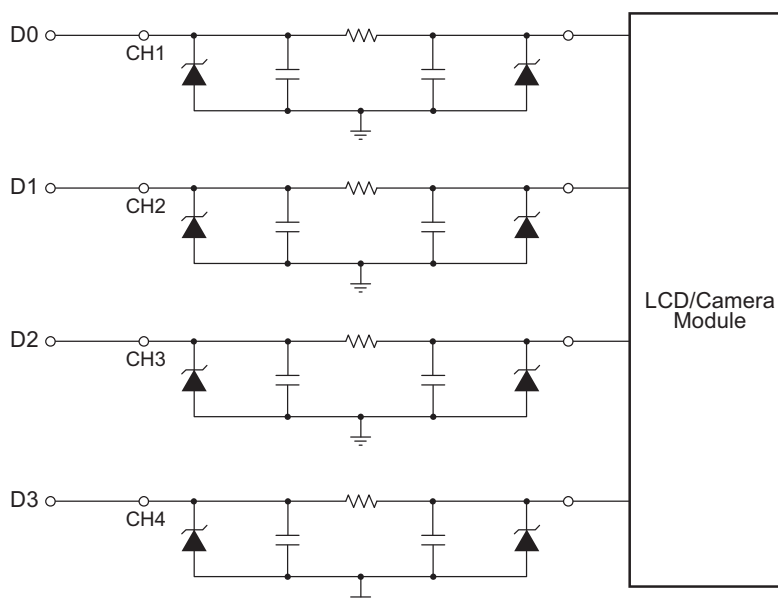 D0
CH1
D1
CH2
LCD/Camera
Module
D2
CH3
D3
CH4